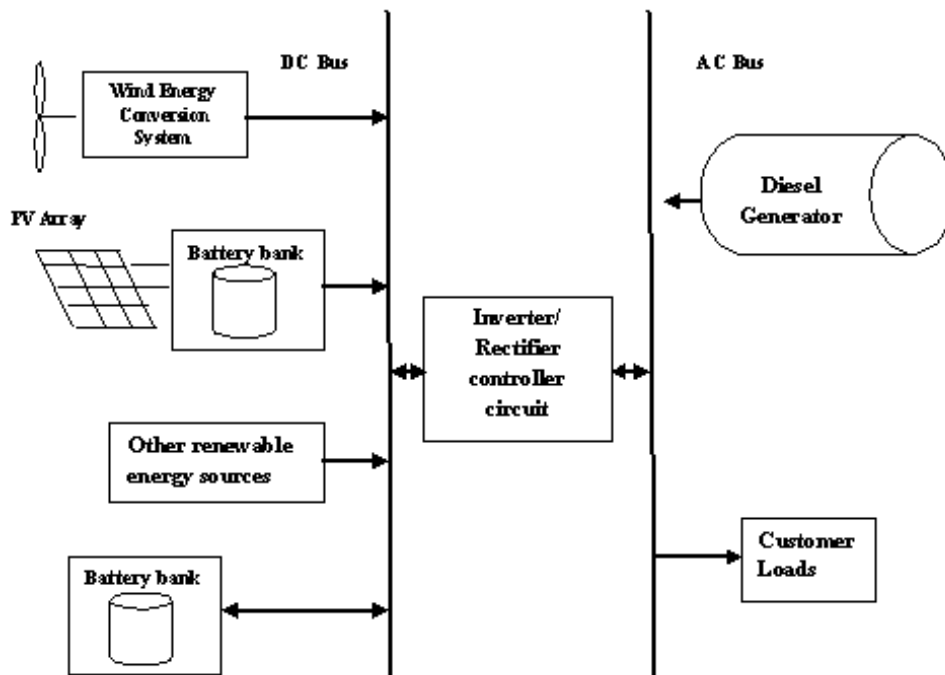 DC Bus
AC Bus
Wind Energy
Conversion
System
Diesel
Generator
PV Array
Battery bank
Inverter/
Rectifier
controller
circuit
Other renewable
energy sources
Customer
Loads
Battery bank